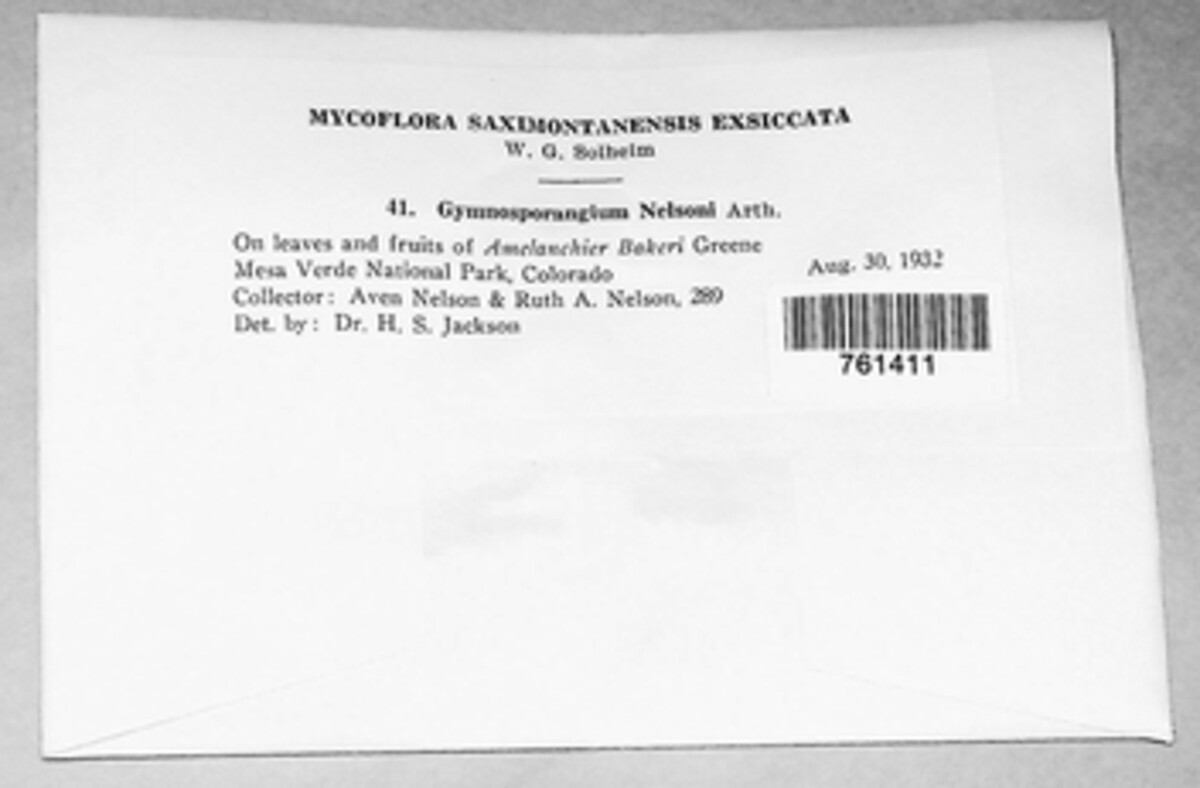 MYCOFLORA SAXIMONTANENSIS EXSICCATA
W. G. Solheim
41. Gymnosporangium Nelsoni Arth.
On leaves and fruits of Amelanchier Bakeri Greene
Mesa Verde National Park, Colorado
Aug. 30, 1932
Collector: Aven Nelson & Ruth A. Nelson, 289
Det. by: Dr. H. S. Jackson
761411